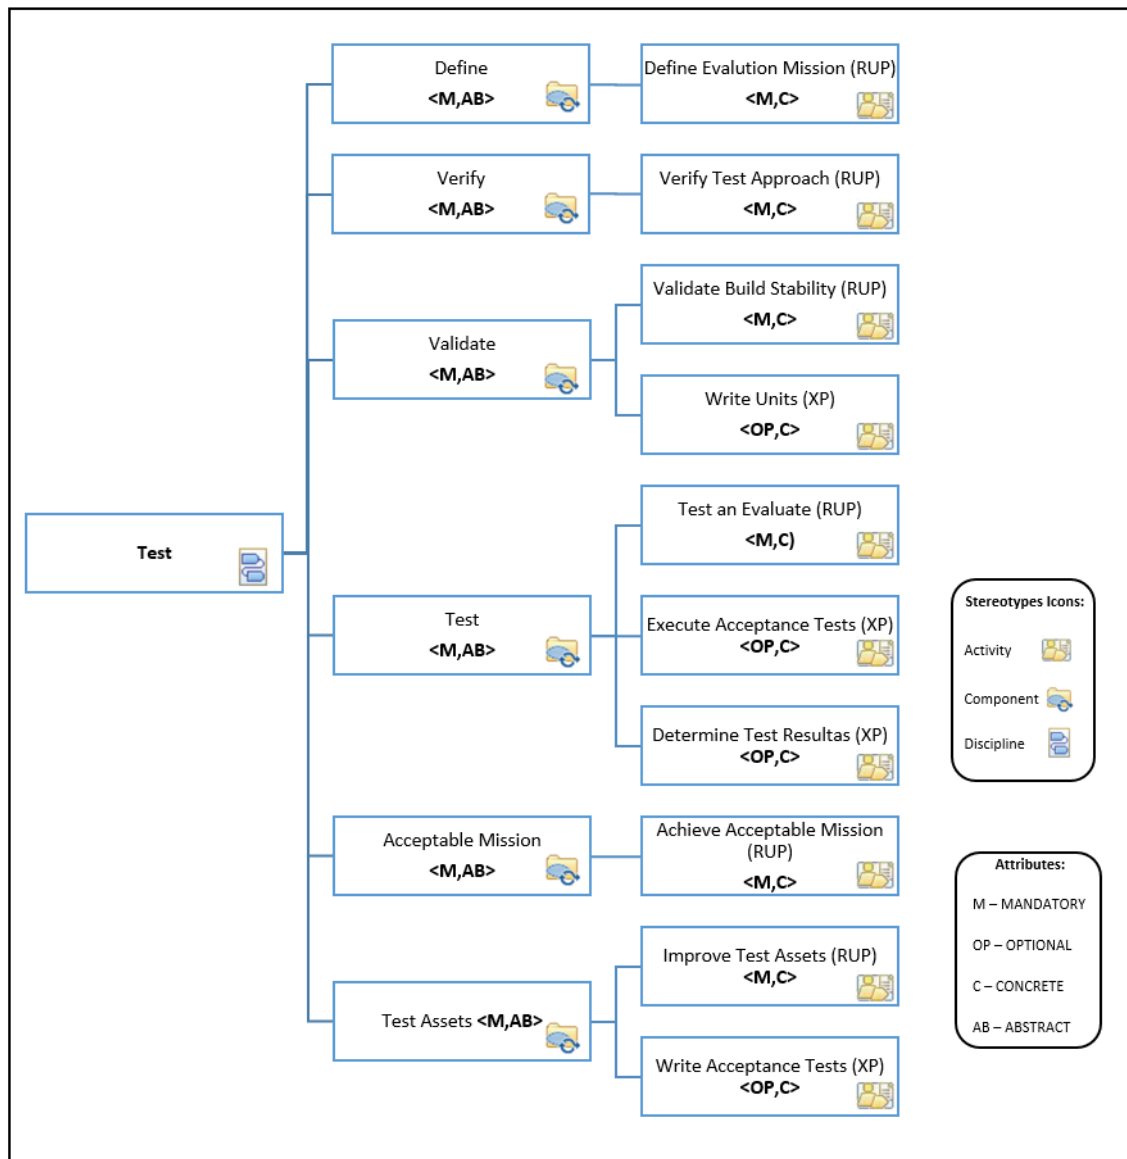 Define
<M,AB>
Define Evalution Mission (RUP)
<M,C>
Verify
<M,AB>
Verify Test Approach (RUP)
<M,C>
Validate
<M,AB>
Validate Build Stability (RUP)
<M,C>
Write Units (XP)
<OP,C>
Test
Test
<M,AB>
Test an Evaluate (RUP)
<M,C)
Execute Acceptance Tests (XP)
<OP,C>
Determine Test Resultas (XP)
<OP,C>
Acceptable Mission
<M,AB>
Achieve Acceptable Mission
(RUP)
<M,C>
Test Assets <M,AB>
Improve Test Assets (RUP)
<M,C>
Write Acceptance Tests (XP)
<OP,C>
Stereotypes Icons:
Activity
Component
Discipline
Attributes:
M – MANDATORY
OP – OPTIONAL
C – CONCRETE
AB – ABSTRACT